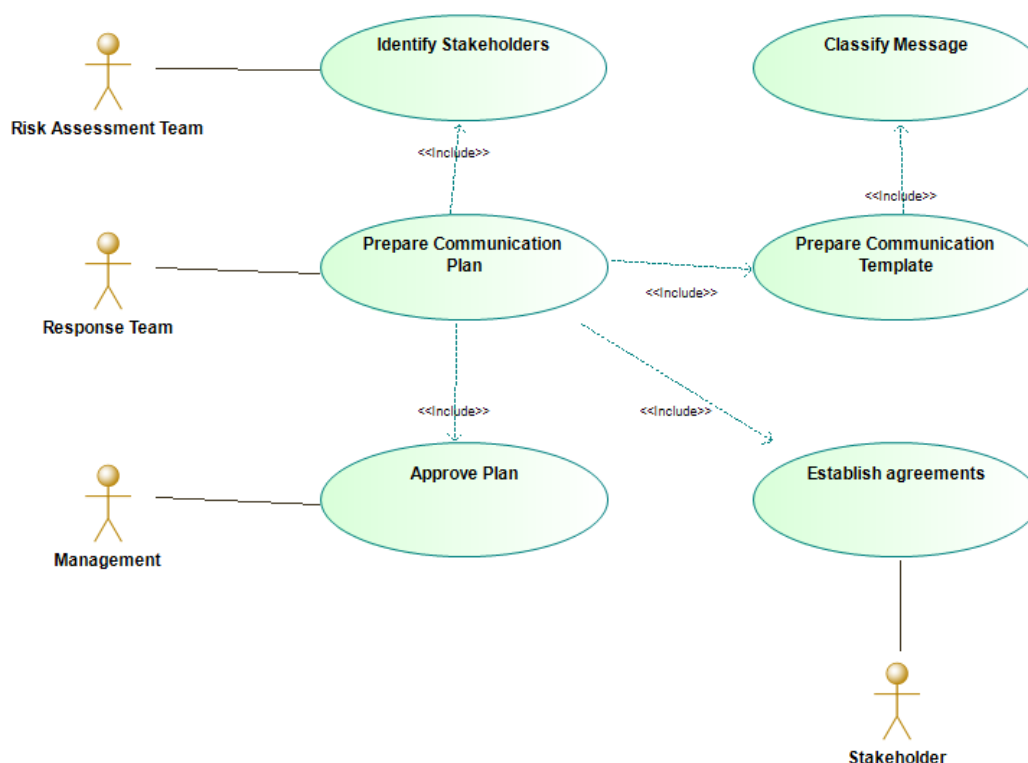 Identify Stakeholders
Classify Message
Risk Assessment Team
<<Include>>
<<Include>>
Prepare Communication
Plan
Prepare Communication
Template
<<Include>>
Response Team
<<Include>>
<<Include>>
Approve Plan
Establish agreements
Management
Stakeholder